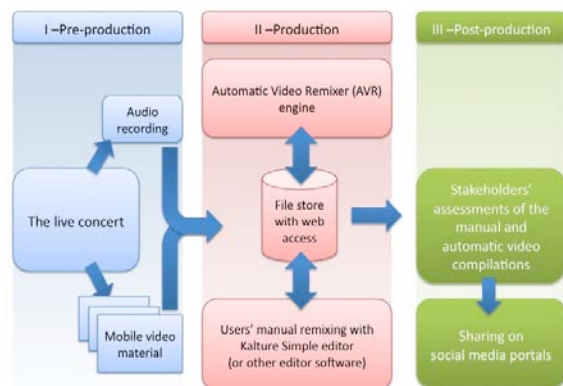 I –Pre-production
II –Production
III –Post-production
Audio
recording
The live concert
Mobile video
material
Automatic Video Remixer (AVR)
engine
File store
with web
access
Users’ manual remixing with
Kalture Simple editor
(or other editor software)
Stakeholders’
assessments of the
manual and
automatic video
compilations
Sharing on
social media portals